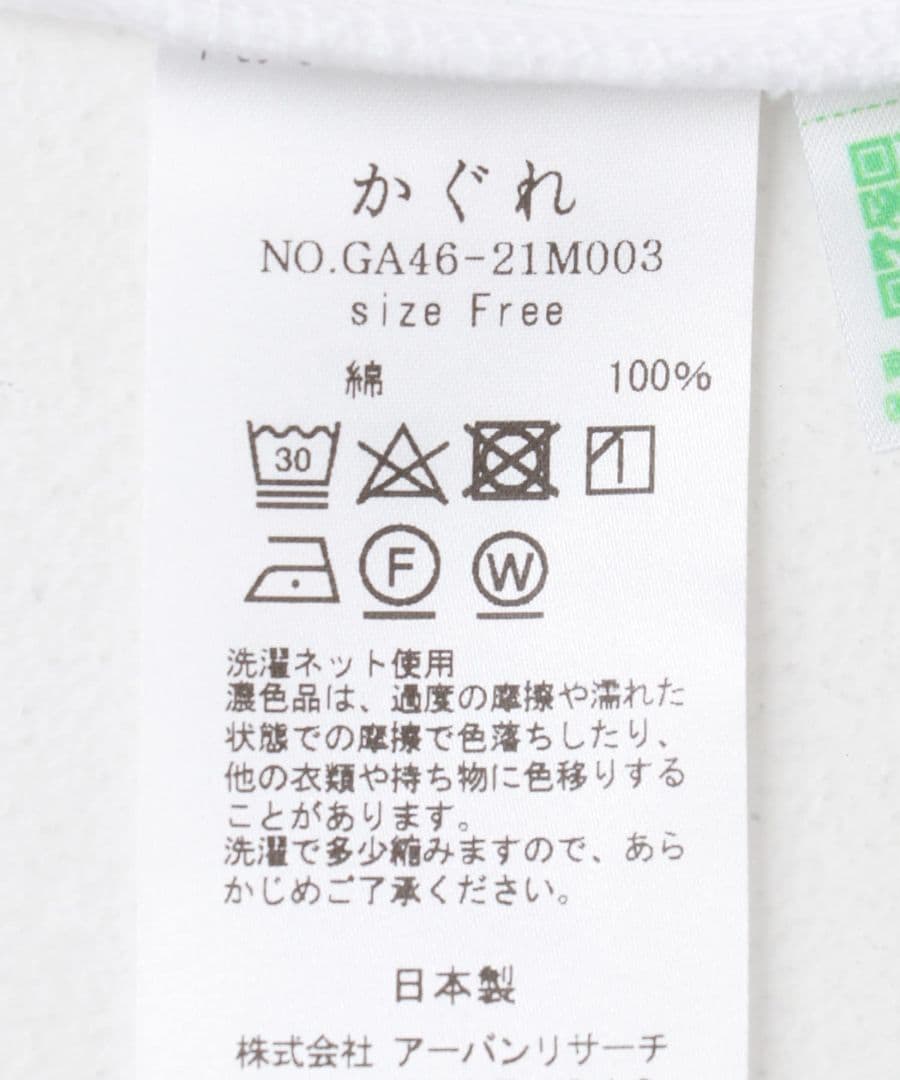 かぐれ
NO.GA46-21M003
size Free
綿 100%
30
F W
洗濯ネット使用
濃色品は、過度の摩擦や濡れた
状態での摩擦で色落ちしたり、
他の衣類や持ち物に色移りする
ことがあります。
洗濯で多少縮みますので、あら
かじめご了承ください。
日本製
株式会社 アーバンリサーチ